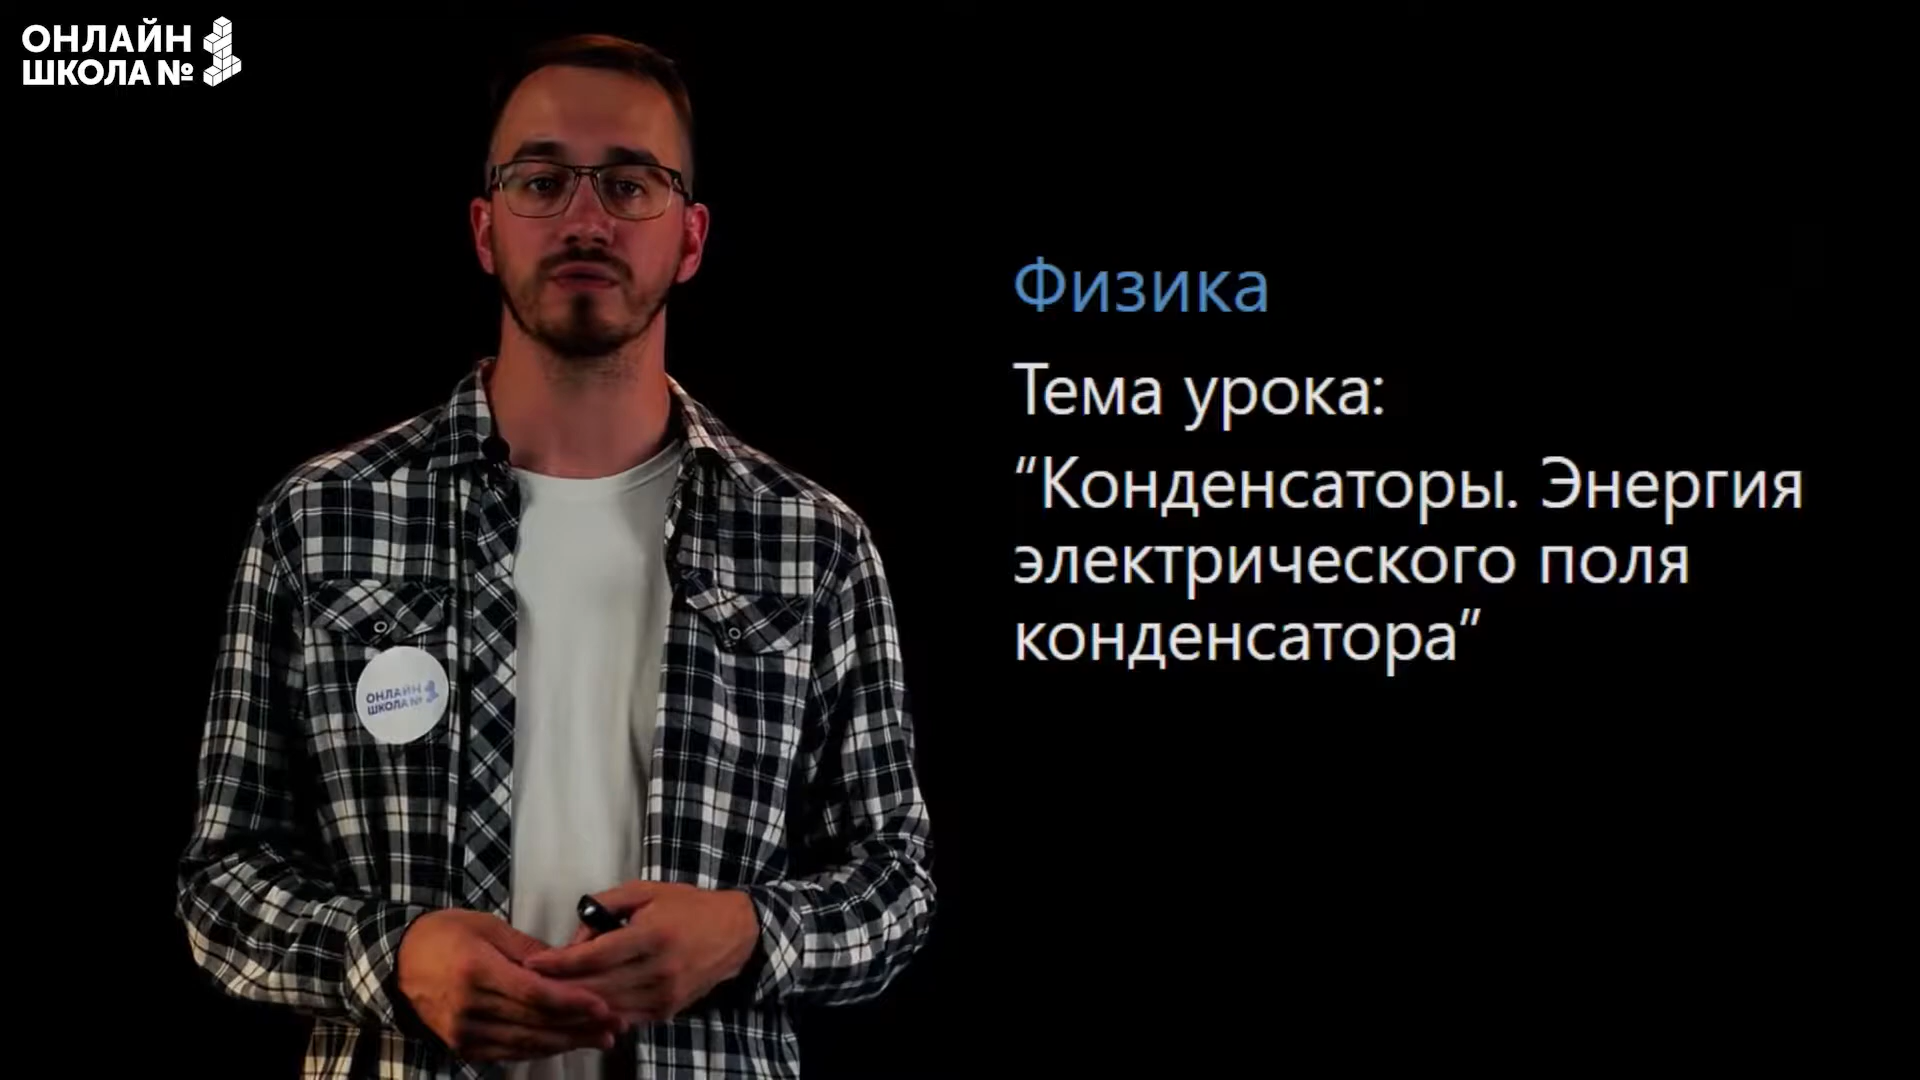 ОНЛАЙН
ШКОЛА №
Физика
Тема урока:
“Конденсаторы. Энергия
электрического поля
конденсатора”
ОНЛАЙН
ШКОЛА №